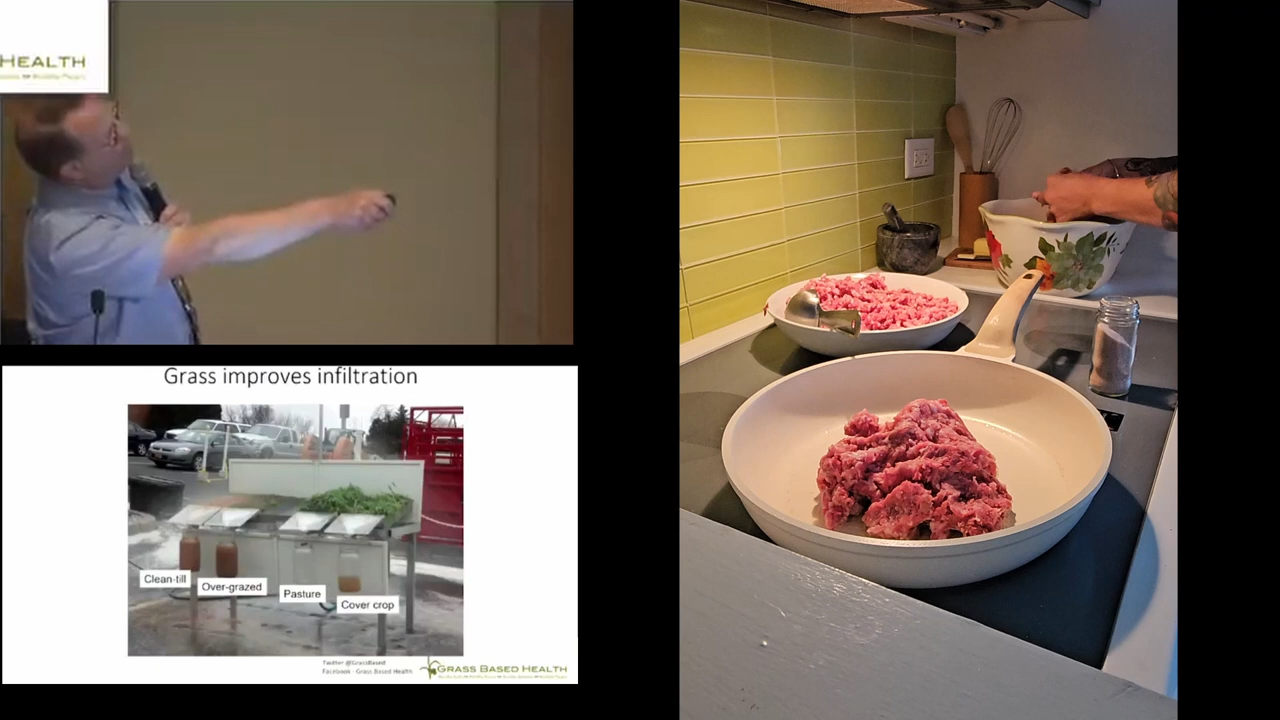 HEALTH
Grass improves infiltration
Clean-till
Over-grazed
Pasture
Cover crop
Twitter @GrassBased
Facebook - Grass Based Health
GRASS BASED HEALTH